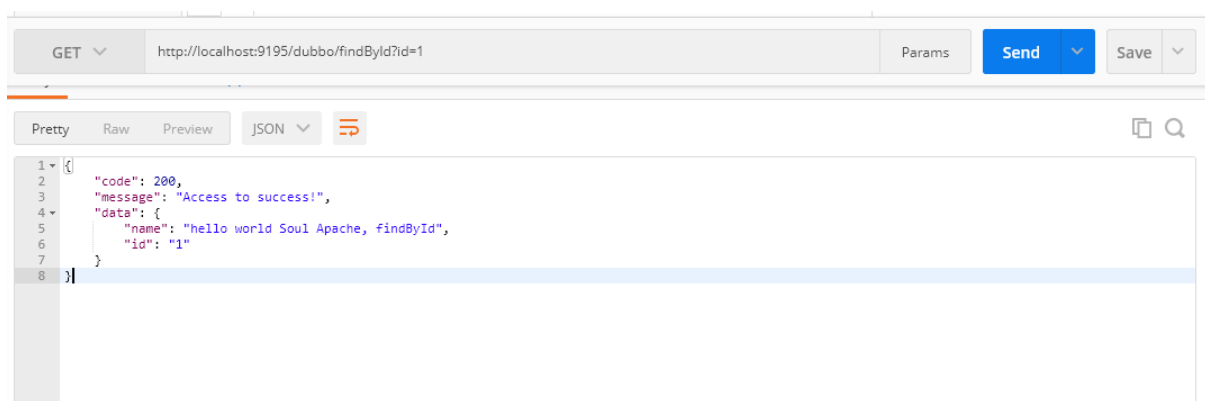 GET http://localhost:9195/dubbo/findById?id=1 Params Send Save
Pretty Raw Preview JSON
1 {
2 "code": 200,
3 "message": "Access to success!",
4 "data": {
5 "name": "hello world Soul Apache, findById",
6 "id": "1"
7 }
8 }